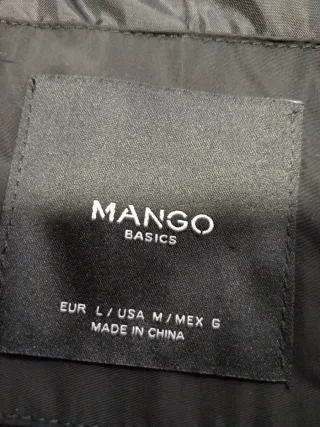 MANGO
BASICS
EUR L/USA M/MEX G
MADE IN CHINA